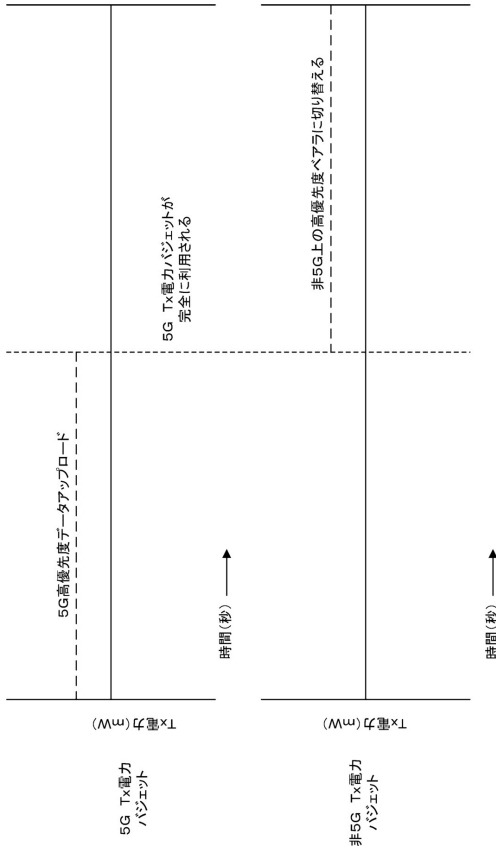 5G Tx電力
バジェット
Tx電力(mW)
5G高優先度データアップロード
5G Tx電力バジェットが
完全に利用される
時間(秒)
非5G Tx電力
バジェット
Tx電力(mW)
非5G上の高優先度ベアラに切り替える
時間(秒)